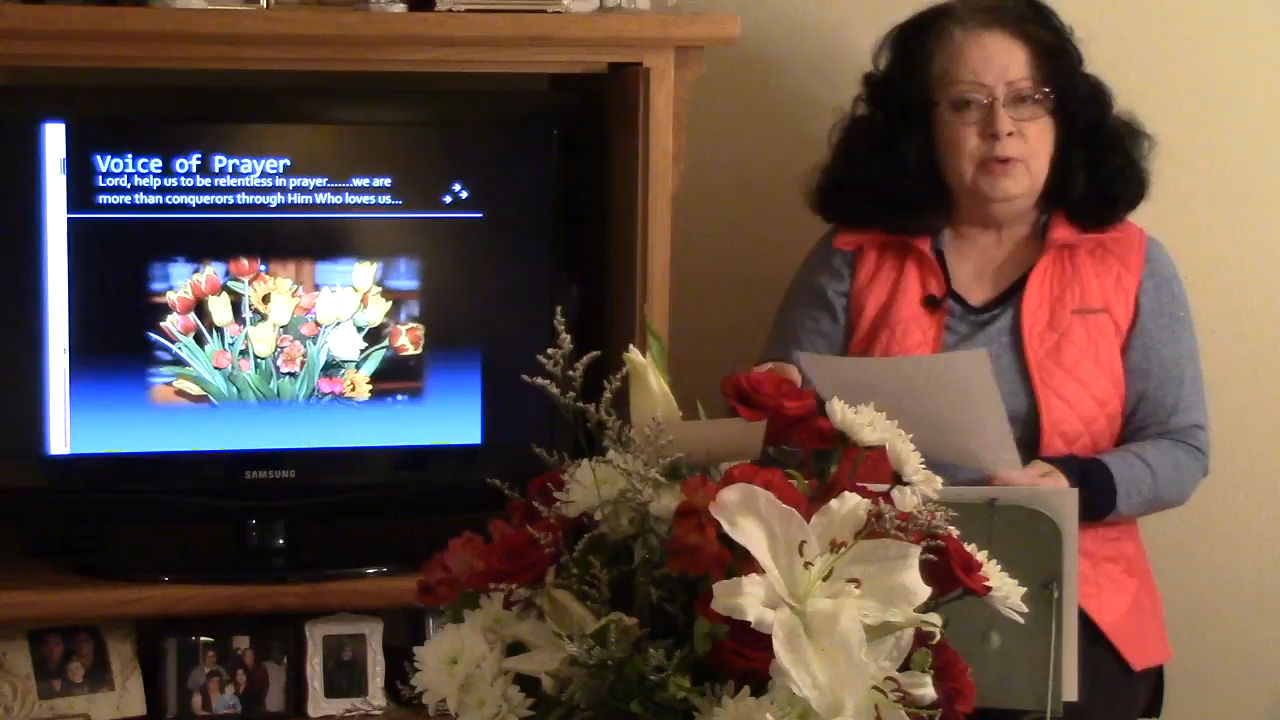 Voice of Prayer
Lord, help us to be relentless in prayer.......we are
more than conquerors through Him Who loves us...
SAMSUNG